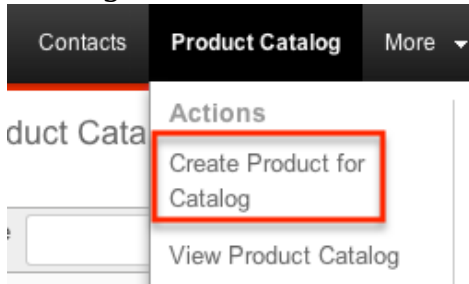 Contacts Product Catalog More
Actions
duct Cata
Create Product for
Catalog
View Product Catalog